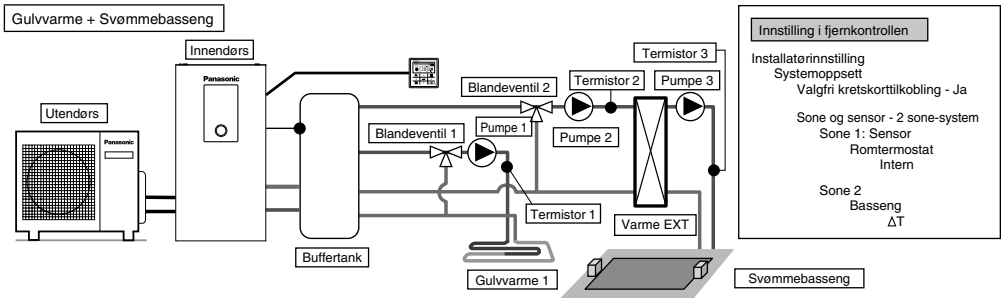 Gulvvarme + Svømmebasseng
Innendørs
Panasonic
Utendørs
Panasonic
Buffertank
Blandeventil 1
Pumpe 1
Blandeventil 2
Termistor 2
Pumpe 2
Termistor 3
Pumpe 3
Termistor 1
Gulvvarme 1
Varme EXT
Svømmebasseng
Innstilling i fjernkontrollen
Installatørinnstilling
Systemoppsett
Valgfri kretskorttilkobling - Ja
Sone og sensor - 2 sone-system
Sone 1: Sensor
Romtermostat
Intern
Sone 2
Basseng
ΔT